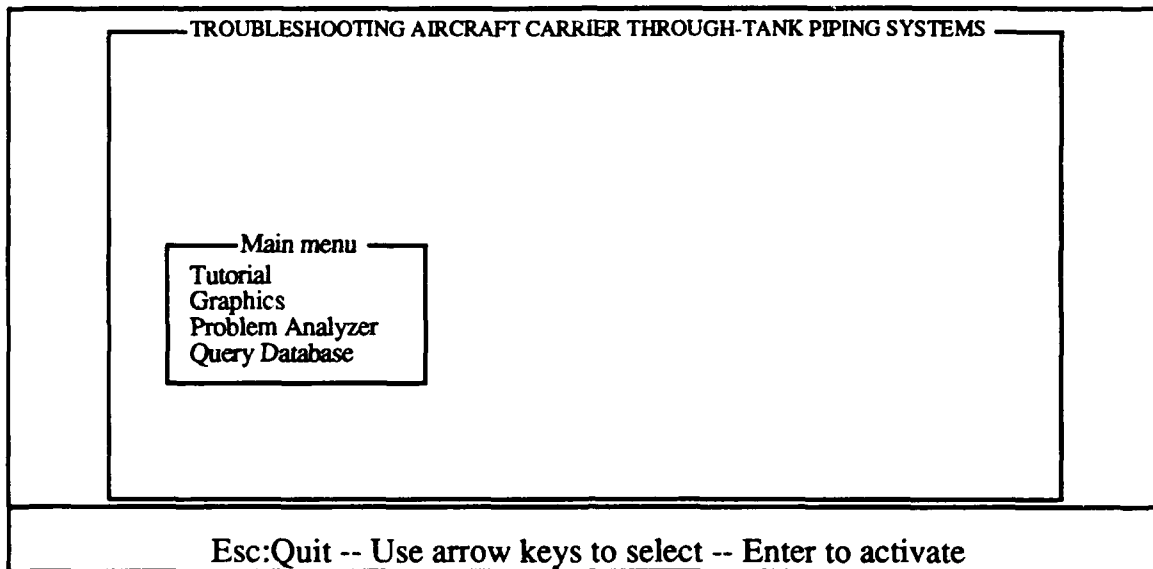 TROUBLESHOOTING AIRCRAFT CARRIER THROUGH-TANK PIPING SYSTEMS
Main menu
Tutorial
Graphics
Problem Analyzer
Query Database
Esc:Quit -- Use arrow keys to select -- Enter to activate